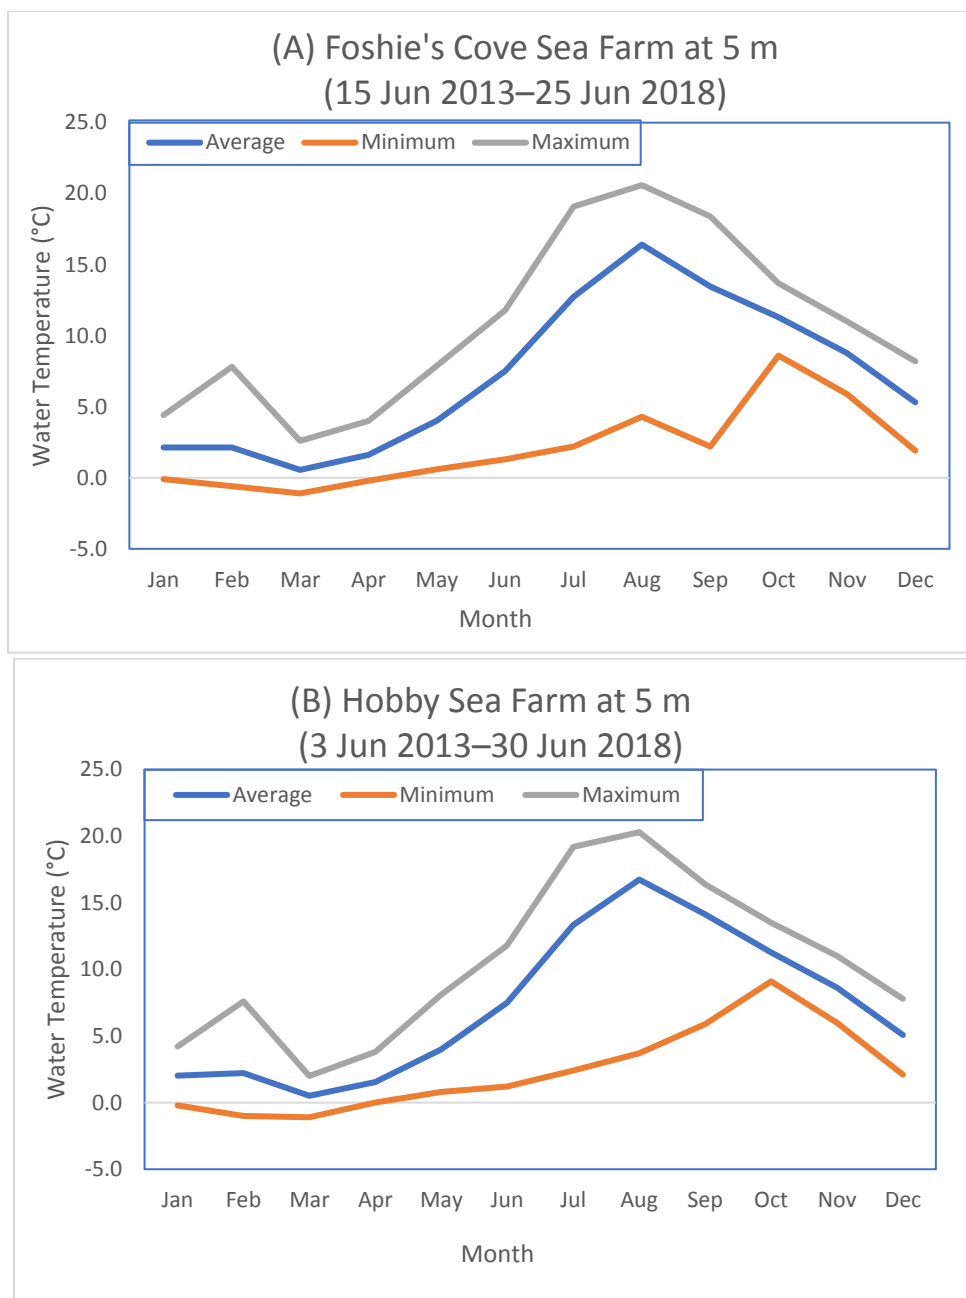 (A) Foshie's Cove Sea Farm at 5 m
(15 Jun 2013–25 Jun 2018)
25.0
Average Minimum Maximum
20.0
15.0
10.0
5.0
0.0
-5.0
Water Temperature (°C)
Jan Feb Mar Apr May Jun Jul Aug Sep Oct Nov Dec
Month
(B) Hobby Sea Farm at 5 m
(3 Jun 2013–30 Jun 2018)
25.0
Average Minimum Maximum
20.0
15.0
10.0
5.0
0.0
-5.0
Water Temperature (°C)
Jan Feb Mar Apr May Jun Jul Aug Sep Oct Nov Dec
Month